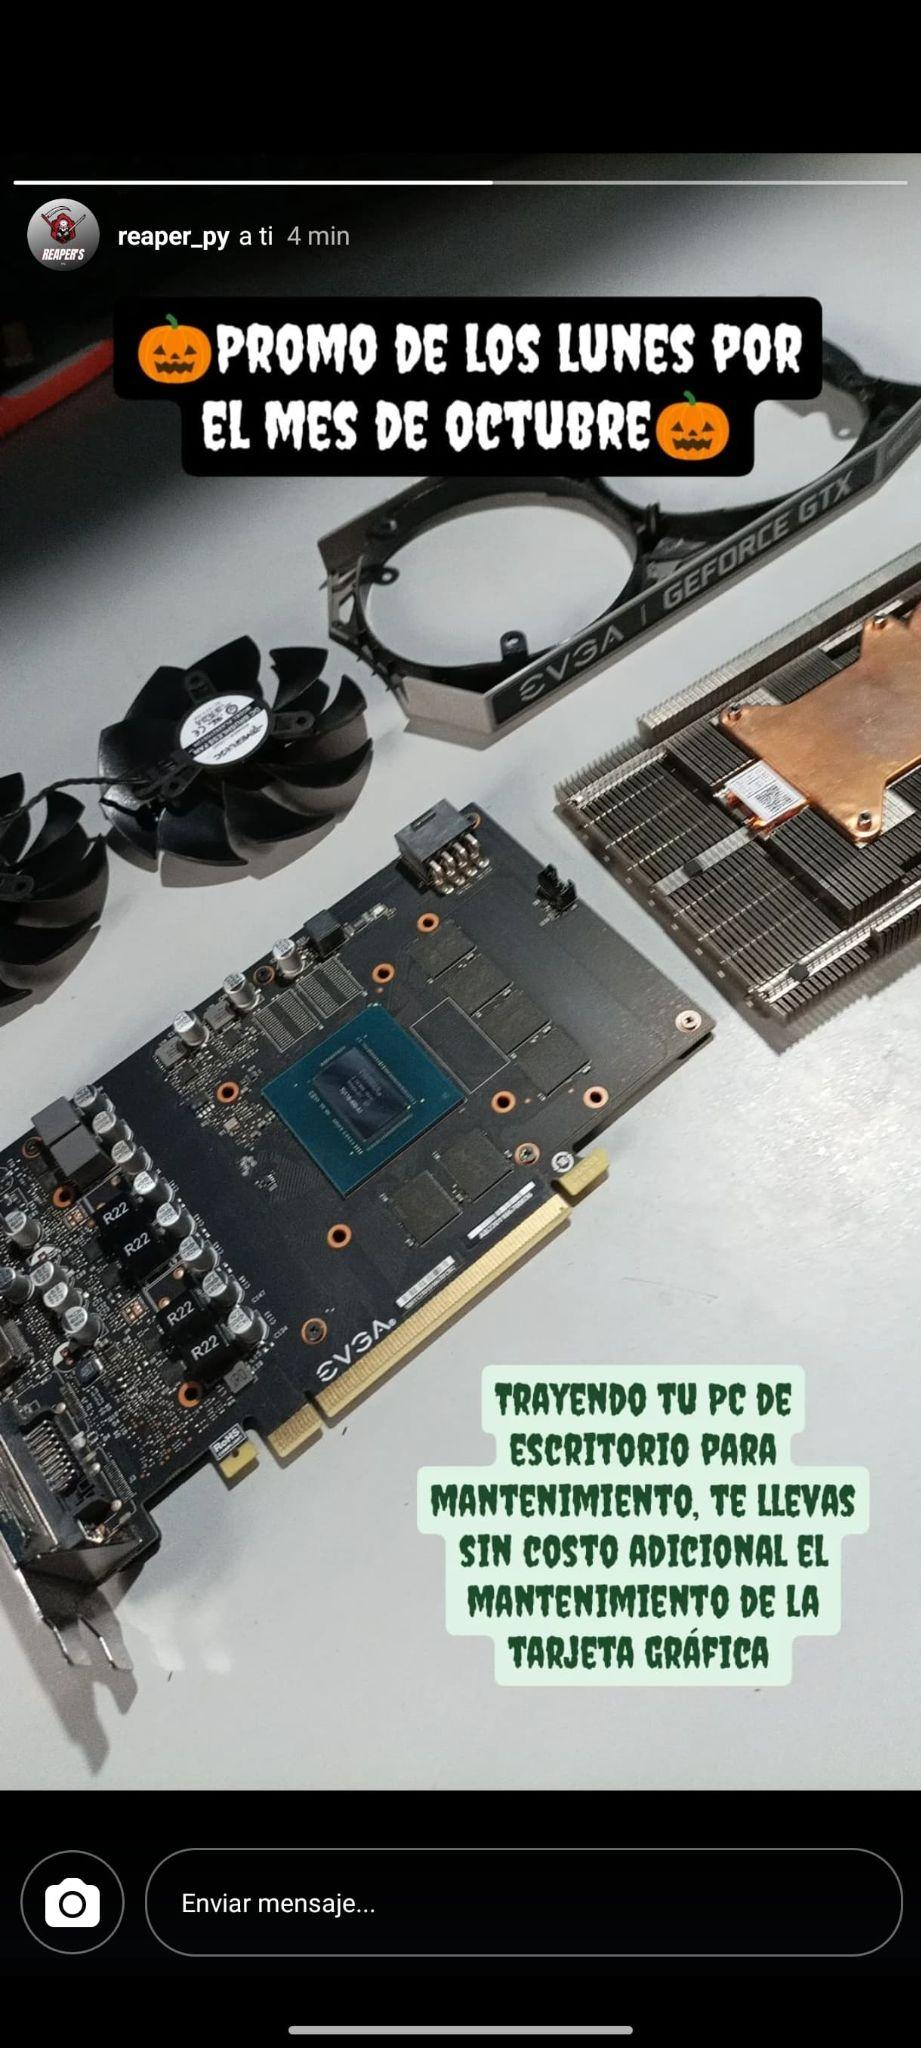 REAPER'S
reaper_py a ti 4 min
🎃PROMO DE LOS LUNES POR
EL MES DE OCTUBRE🎃
EVGA | GEFORCE GTX
EVGA
R22
R22
R22
R22
RoHS
TRAYENDO TU PC DE
ESCRITORIO PARA
MANTENIMIENTO, TE LLEVAS
SIN COSTO ADICIONAL EL
MANTENIMIENTO DE LA
TARJETA GRÁFICA
Enviar mensaje...